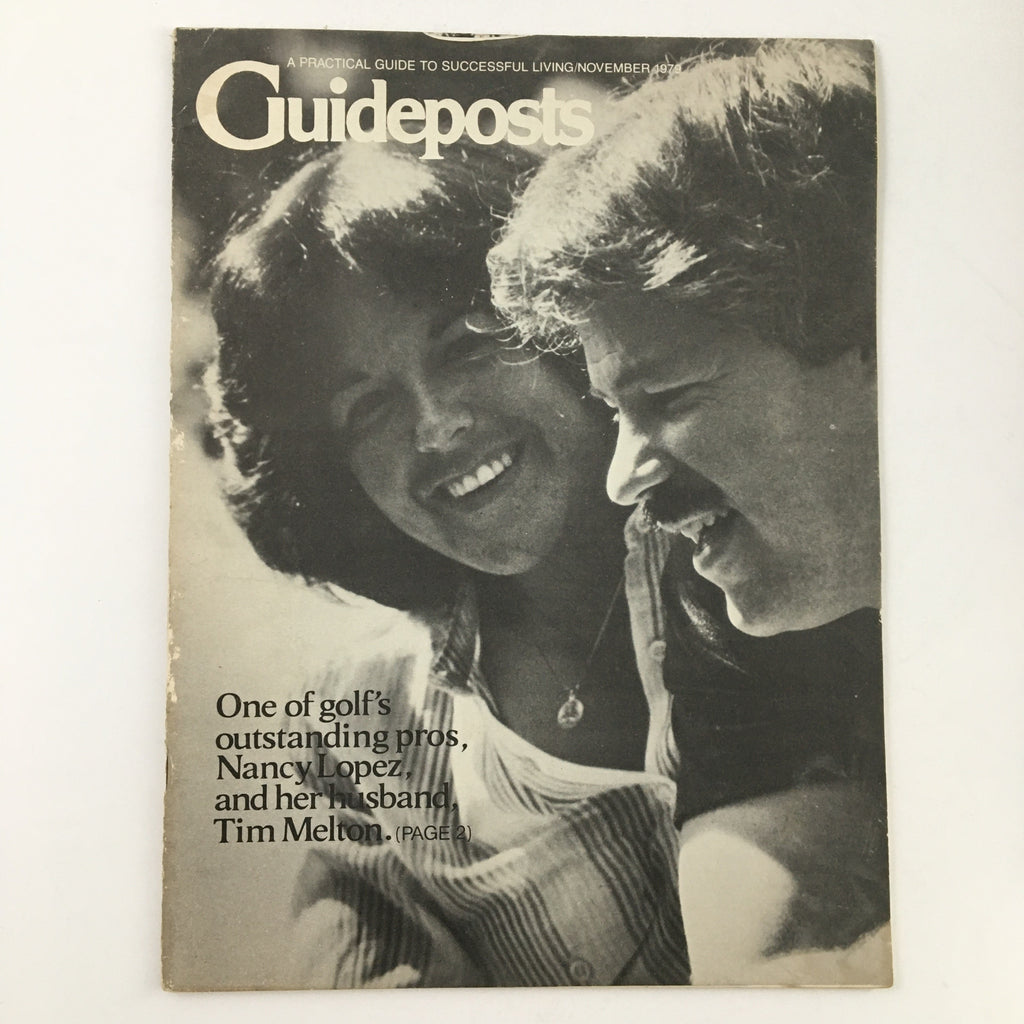 A PRACTICAL GUIDE TO SUCCESSFUL LIVING/NOVEMBER 1979
Guideposts
One of golf's
outstanding pros,
Nancy Lopez,
and her husband,
Tim Melton. (PAGE 2)